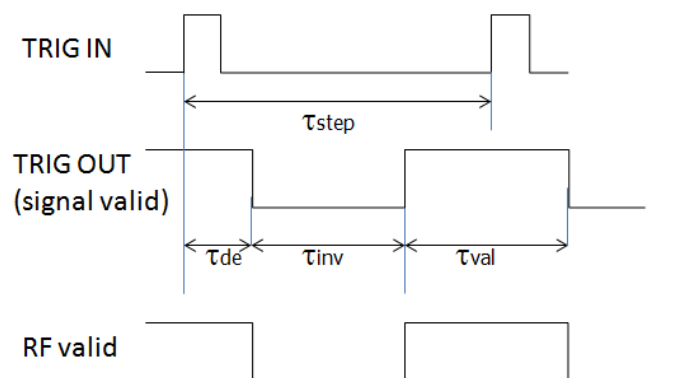 TRIG IN
τstep
TRIG OUT
(signal valid)
τde
τinv
τval
RF valid